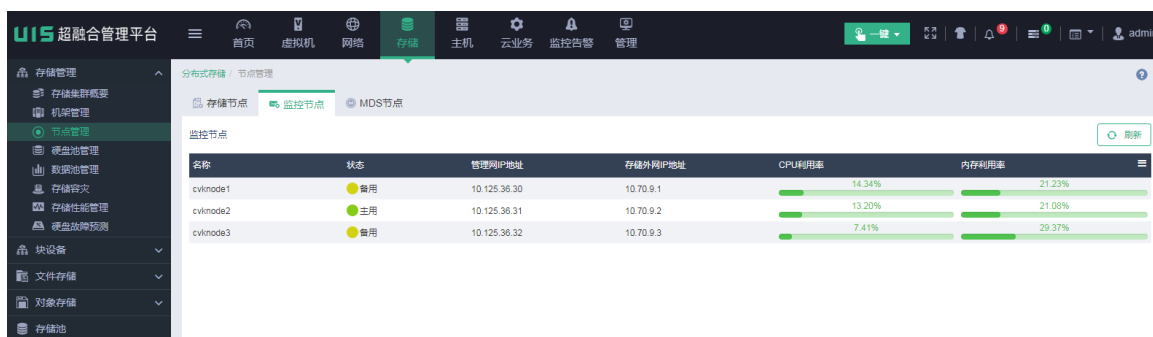 UIS 超融合管理平台
首页 虚拟机 网络 存储 主机 云业务 监控告警 管理
一键 9 0 admi
存储管理
存储集群概要
机架管理
节点管理
硬盘池管理
数据池管理
存储容灾
存储性能管理
硬盘故障预测
块设备
文件存储
对象存储
存储池
分布式存储 / 节点管理
存储节点 监控节点 MDS节点
监控节点 刷新
名称 状态 管理网IP地址 存储外网IP地址 CPU利用率 内存利用率
cvknode1 备用 10.125.36.30 10.70.9.1 14.34% 21.23%
cvknode2 主用 10.125.36.31 10.70.9.2 13.20% 21.08%
cvknode3 备用 10.125.36.32 10.70.9.3 7.41% 29.37%